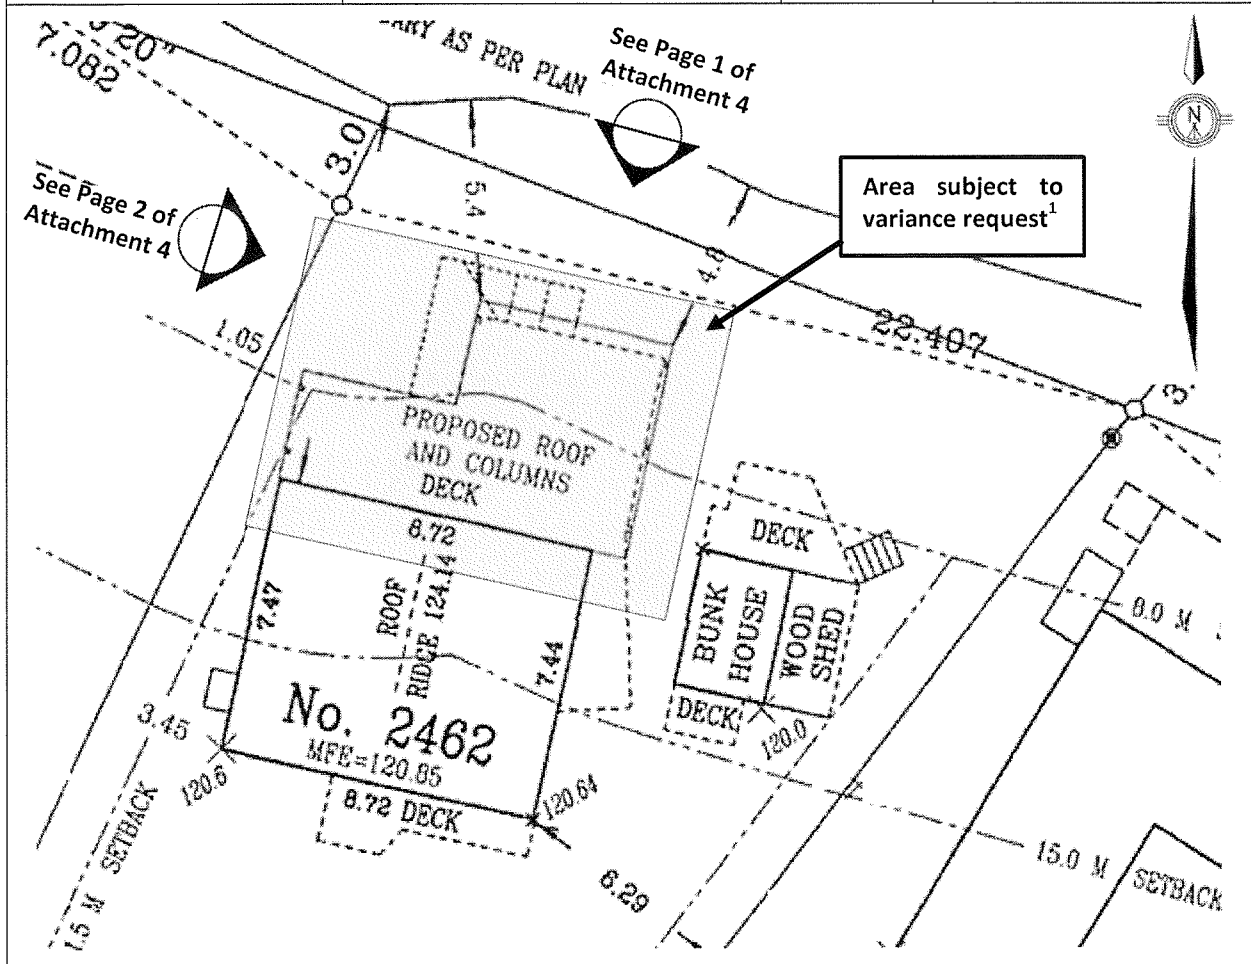 20"
7.082
ARY AS PER PLAN
See Page 1 of
Attachment 4
N
3.0
5.4
4.8
Area subject to
variance request1
See Page 2 of
Attachment 4
1.05
22.407
3.
PROPOSED ROOF
AND COLUMNS
DECK
8.72
ROOF
RIDGE 124.14
7.47
7.44
DECK
BUNK
HOUSE
WOOD
SHED
DECK
120.0
8.0 M
3.45
No. 2462
MFE=120.85
120.6
120.64
8.72 DECK
1.5 M SETBACK
6.29
15.0 M SETBACK